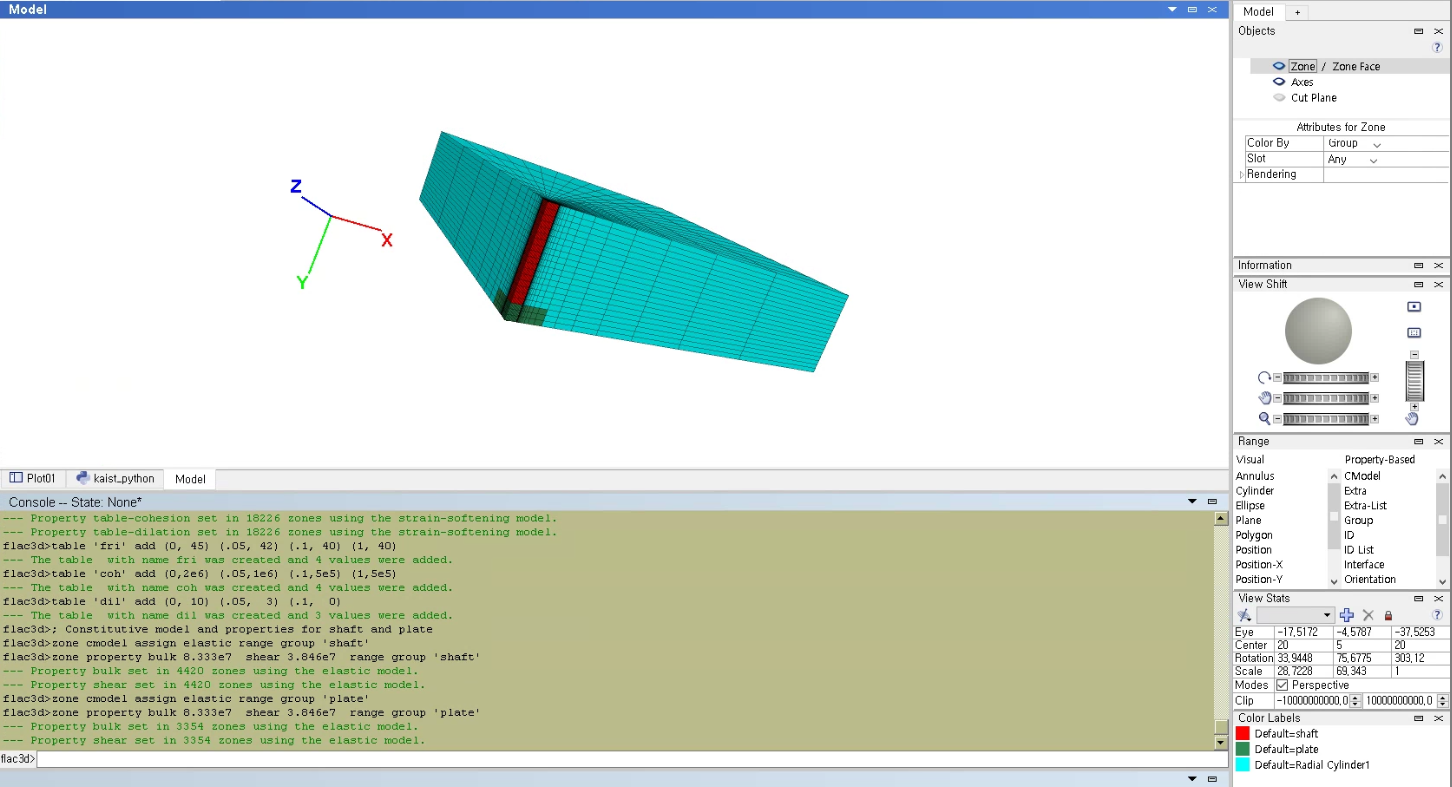 Model
Z
X
Y
Plot01
kaist_python
Model
Console -- State: None*
--- Property table-cohesion set in 18226 zones using the strain-softening model.
--- Property table-dilation set in 18226 zones using the strain-softening model.
flac3d>table 'fri' add (0, 45) (.05, 42) (.1, 40) (1, 40)
--- The table  with name fri was created and 4 values were added.
flac3d>table 'coh' add (0,2e6) (.05,1e6) (.1,5e5) (1,5e5)
--- The table  with name coh was created and 4 values were added.
flac3d>table 'dil' add (0, 10) (.05,  3) (.1,  0)
--- The table  with name dil was created and 3 values were added.
flac3d>; Constitutive model and properties for shaft and plate
flac3d>zone cmodel assign elastic range group 'shaft
flac3d>zone property bulk 8.333e7  shear 3.846e7  range group 'shaft'
--- Property bulk set in 4420 zones using the elastic model.
--- Property shear set in 4420 zones using the elastic model.
flac3d>zone cmodel assign elastic range group 'plate'
flac3d>zone property bulk 8.333e7  shear 3.846e7  range group 'plate'
--- Property bulk set in 3354 zones using the elastic model.
--- Property shear set in 3354 zones using the elastic model.
flac3d>
Model +
Objects
?
Zone / Zone Face
Axes
Cut Plane
Attributes for Zone
Color By Group
Slot Any
Rendering
Information
View Shift
Range
Visual Property-Based
Annulus CModel
Cylinder Extra
Ellipse Extra-List
Plane Group
Polygon ID
Position ID List
Position-X Interface
Position-Y Orientation
View Stats
?
Eye -17,5172 -4,5787 -37,5253
Center 20 5 20
Rotation 33,9448 75,6775 303,12
Scale 28,7228 69,343 1
Modes Perspective
Clip -10000000000,0 10000000000,0
Color Labels
Default=shaft
Default=plate
Default=Radial Cylinder1